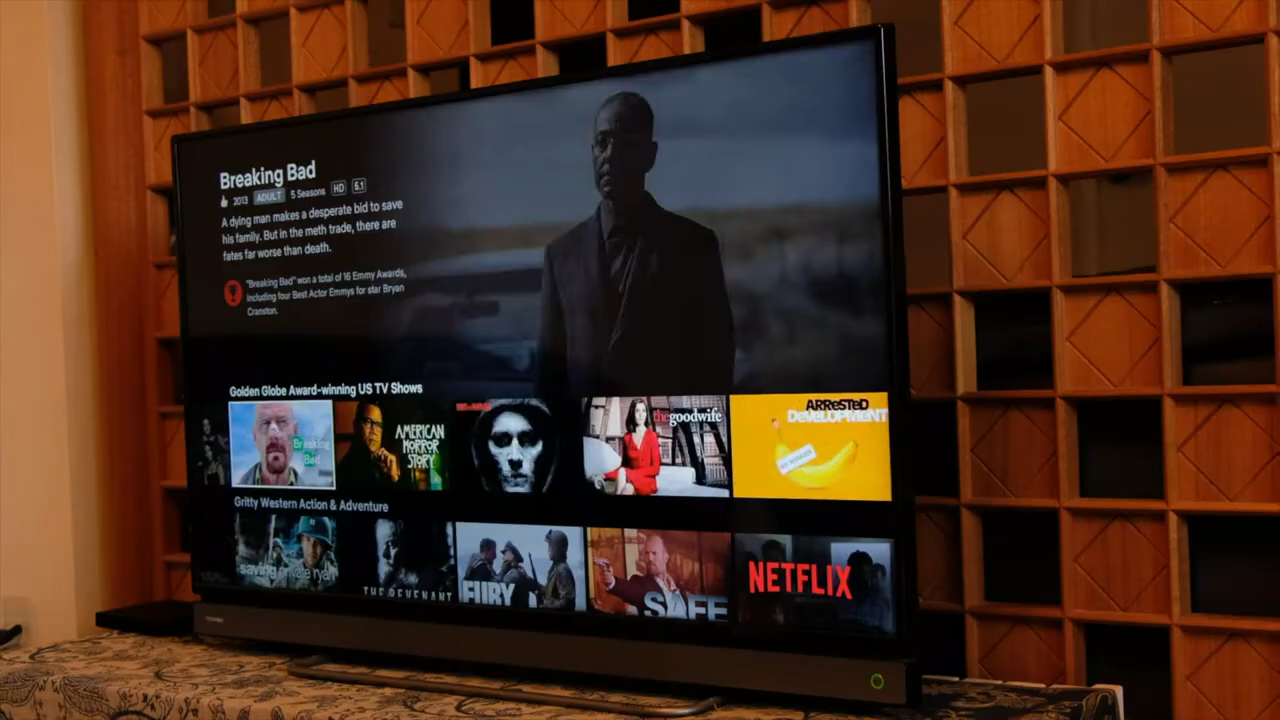 Breaking Bad
2013 ADULT 5 Seasons HD 5.1
A dying man makes a desperate bid to save
his family. But in the meth trade, there are
fates far worse than death.
"Breaking Bad" won a total of 16 Emmy Awards,
including four Best Actor Emmys for star Bryan
Cranston.
Golden Globe Award-winning US TV Shows
Breaking
Bad
AMERICAN
HORROR
STORY
thegoodwife
ARResTeD
DeVeLOPMENT
Gritty Western Action & Adventure
saving private ryan
THE REVENANT
FURY
SAFE
NETFLIX
TOSHIBA